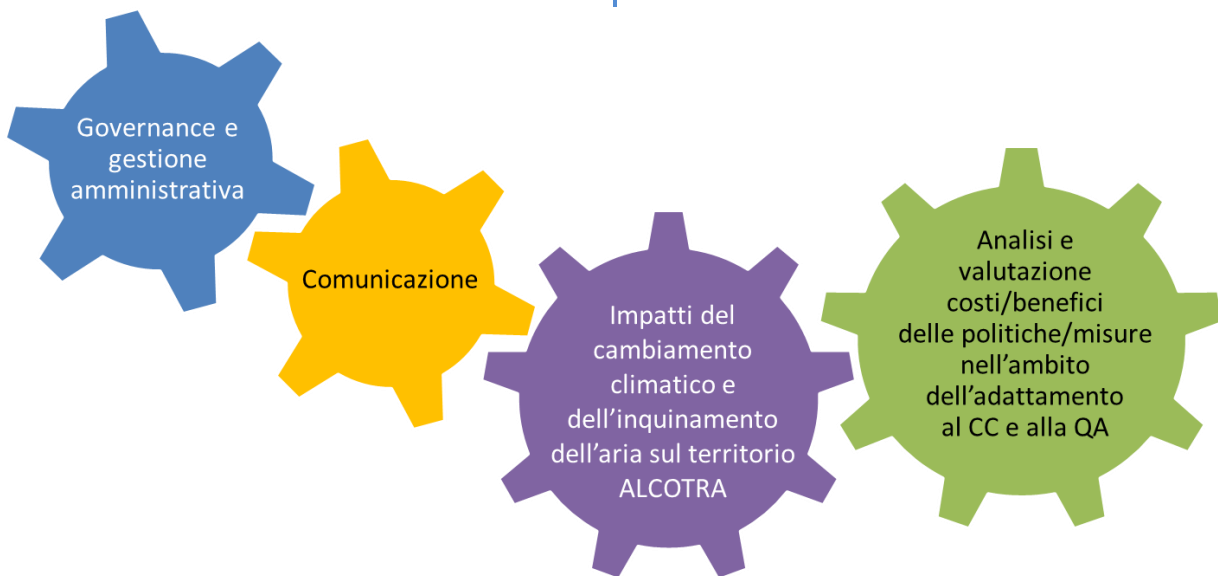 Governance e
gestione
amministrativa
Comunicazione
Impatti del
cambiamento
climatico e
dell’inquinamento
dell’aria sul territorio
ALCOTRA
Analisi e
valutazione
costi/benefici
delle politiche/misure
nell’ambito
dell’adattamento
al CC e alla QA